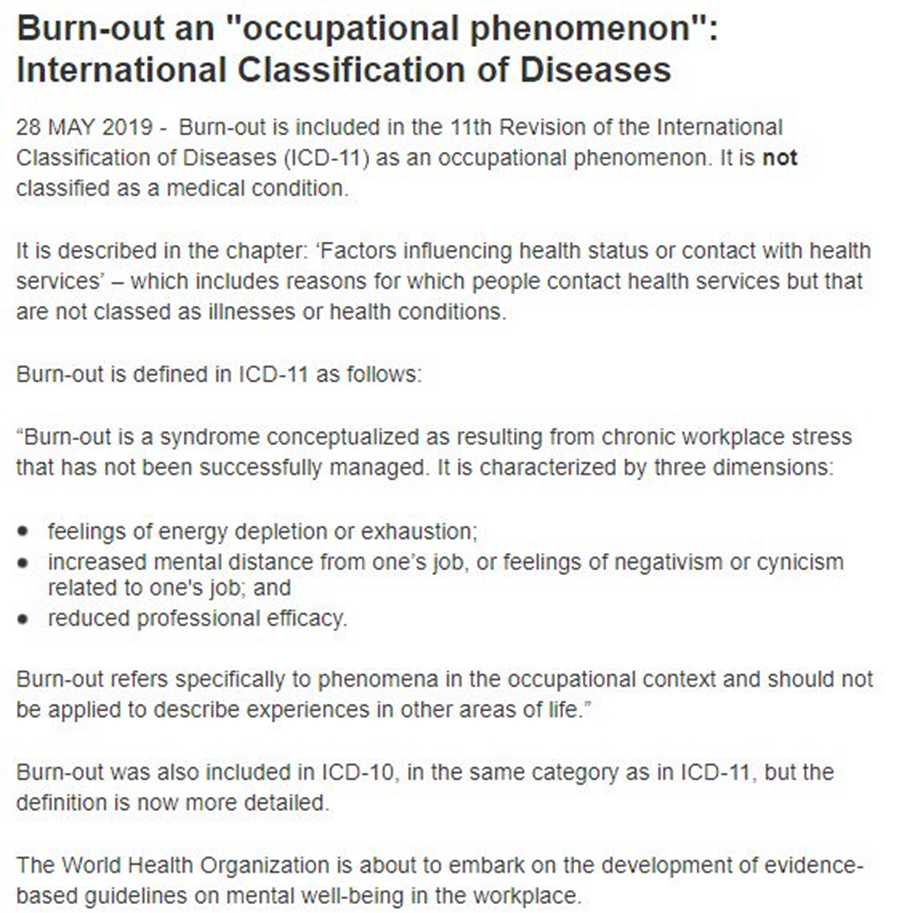 Burn-out an "occupational phenomenon":
International Classification of Diseases
28 MAY 2019 - Burn-out is included in the 11th Revision of the International
Classification of Diseases (ICD-11) as an occupational phenomenon. It is not
classified as a medical condition.
It is described in the chapter: ‘Factors influencing health status or contact with health
services’ – which includes reasons for which people contact health services but that
are not classed as illnesses or health conditions.
Burn-out is defined in ICD-11 as follows:
“Burn-out is a syndrome conceptualized as resulting from chronic workplace stress
that has not been successfully managed. It is characterized by three dimensions:
● feelings of energy depletion or exhaustion;
● increased mental distance from one’s job, or feelings of negativism or cynicism
related to one's job; and
● reduced professional efficacy.
Burn-out refers specifically to phenomena in the occupational context and should not
be applied to describe experiences in other areas of life.”
Burn-out was also included in ICD-10, in the same category as in ICD-11, but the
definition is now more detailed.
The World Health Organization is about to embark on the development of evidence-
based guidelines on mental well-being in the workplace.